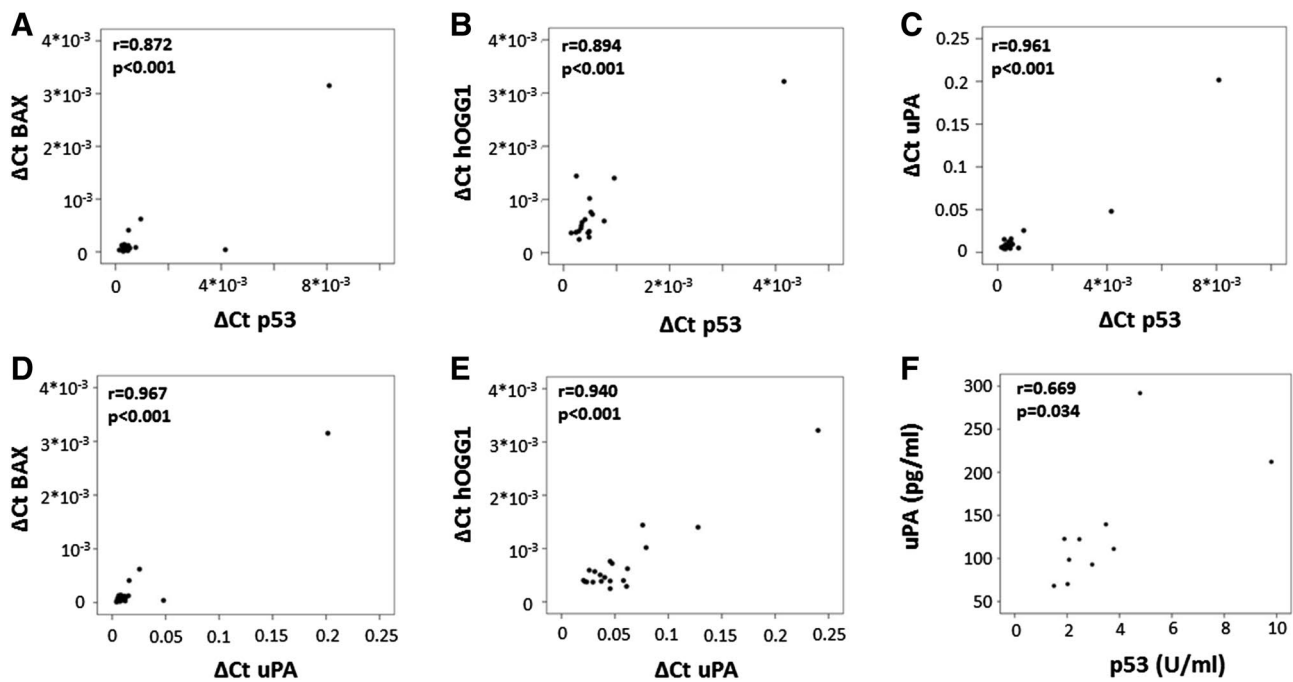 A
r=0.872
p<0.001
4*10⁻³
3*10⁻³
2*10⁻³
10⁻³
0
ΔCt BAX
0 4*10⁻³ 8*10⁻³
ΔCt p53
B
r=0.894
p<0.001
4*10⁻³
3*10⁻³
2*10⁻³
10⁻³
0
ΔCt hOGG1
0 2*10⁻³ 4*10⁻³
ΔCt p53
C
r=0.961
p<0.001
0.25
0.2
0.15
0.1
0.05
0
ΔCt uPA
0 4*10⁻³ 8*10⁻³
ΔCt p53
D
r=0.967
p<0.001
4*10⁻³
3*10⁻³
2*10⁻³
10⁻³
0
ΔCt BAX
0 0.05 0.1 0.15 0.2 0.25
ΔCt uPA
E
r=0.940
p<0.001
4*10⁻³
3*10⁻³
2*10⁻³
10⁻³
0
ΔCt hOGG1
0 0.05 0.1 0.15 0.2 0.25
ΔCt uPA
F
r=0.669
p=0.034
300
250
200
150
100
50
uPA (pg/ml)
0 2 4 6 8 10
p53 (U/ml)